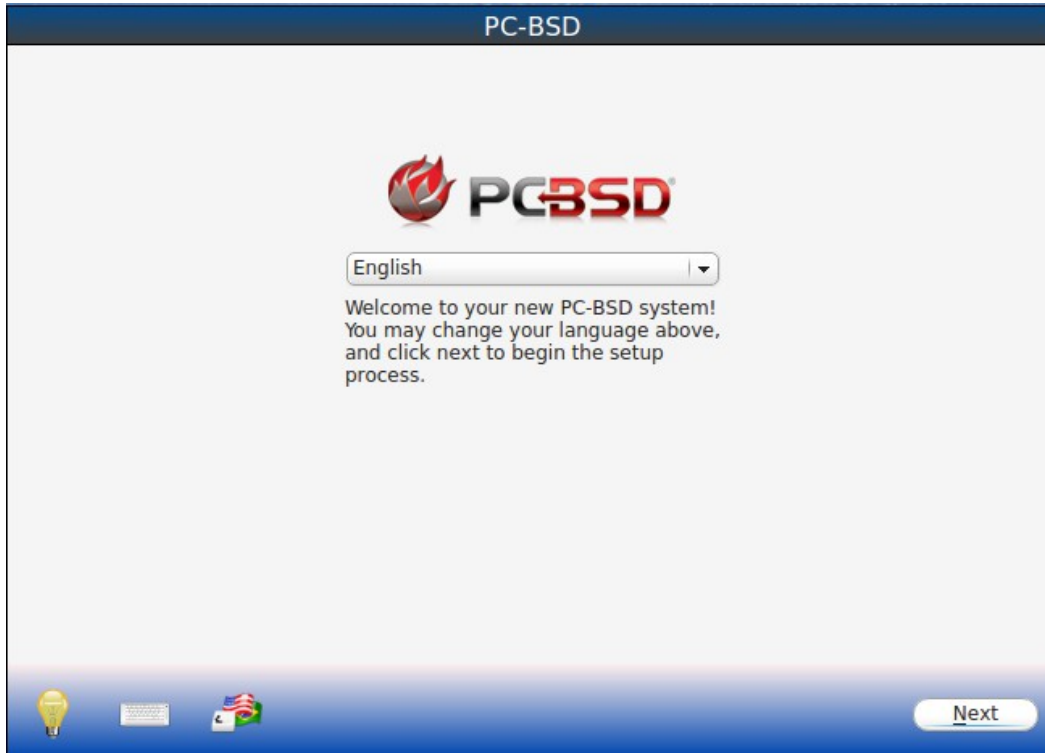 PC-BSD
PCBSD
English
Welcome to your new PC-BSD system!
You may change your language above,
and click next to begin the setup
process.
Next